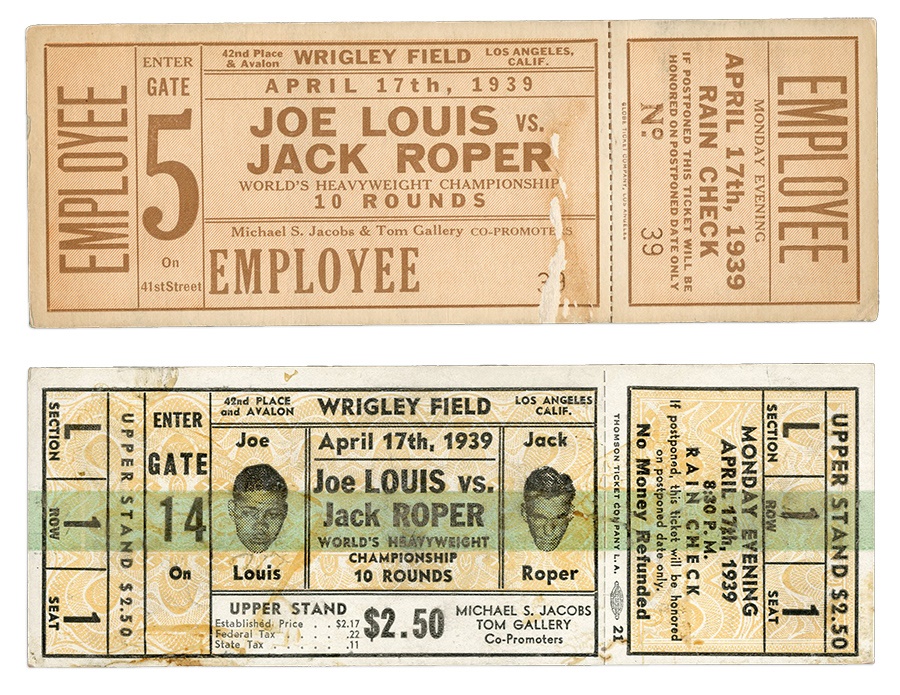 EMPLOYEE
ENTER
GATE
5
On
41stStreet
42nd Place
& Avalon
WRIGLEY FIELD
LOS ANGELES,
CALIF.
APRIL 17th, 1939
JOE LOUIS vs.
JACK ROPER
WORLD'S HEAVYWEIGHT CHAMPIONSHIP
10 ROUNDS
Michael S. Jacobs & Tom Gallery CO-PROMOTERS
EMPLOYEE
39
GLOBE TICKET COMPANY, LOS ANGELES
No 39
IF POSTPONED THIS TICKET WILL BE
HONORED ON POSTPONED DATE ONLY
RAIN CHECK
APRIL 17th, 1939
MONDAY EVENING
EMPLOYEE
SECTION L
ROW 1
SEAT 1
UPPER STAND $2.50
ENTER
GATE
14
On
42nd PLACE
and AVALON
WRIGLEY FIELD
LOS ANGELES
CALIF.
Joe
Louis
April 17th, 1939
Joe LOUIS vs.
Jack ROPER
WORLD'S HEAVYWEIGHT
CHAMPIONSHIP
10 ROUNDS
Jack
Roper
UPPER STAND
Established Price . . . $2.17
Federal Tax . . . . .22
State Tax . . . . . .11
$2.50
MICHAEL S. JACOBS
TOM GALLERY
Co-Promoters
THOMSON TICKET COMPANY L.A. 21
No Money Refunded
on postponed date only.
If postponed this ticket will be honored
RAIN CHECK
8:30 P. M.
APRIL 17th, 1939
MONDAY EVENING
SECTION L
ROW 1
SEAT 1
UPPER STAND $2.50